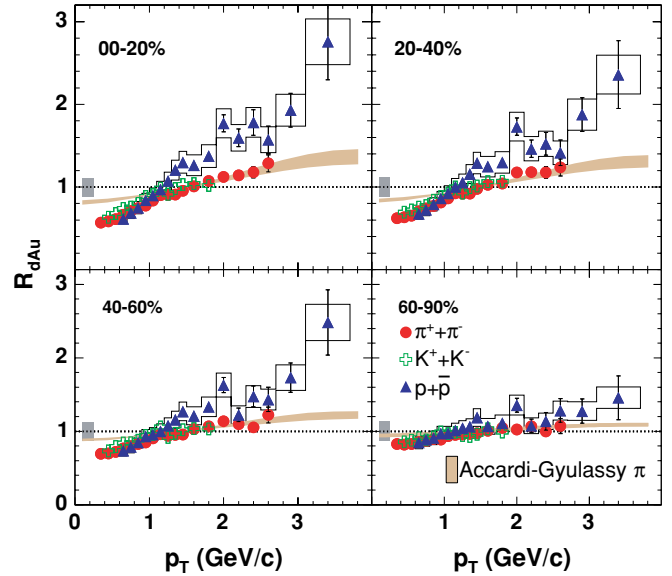 3
00-20%
20-40%
2
1
R_dAu
3
40-60%
60-90%
π⁺+π⁻
K⁺+K⁻
p+p̅
2
1
Accardi-Gyulassy π
0
0 1 2 3
0 1 2 3
p_T (GeV/c)
p_T (GeV/c)